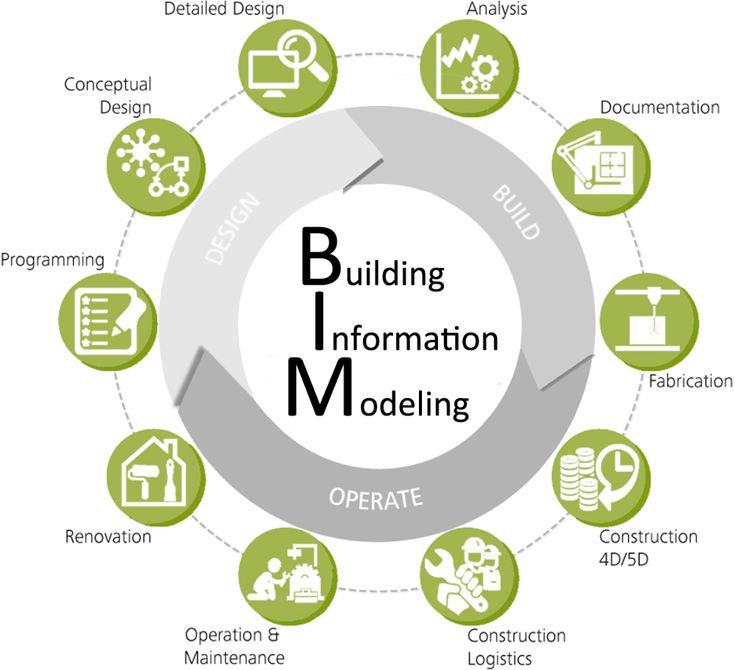 Detailed Design
Analysis
Conceptual
Design
Documentation
DESIGN
BUILD
Programming
Building
Information
Modeling
Fabrication
OPERATE
Renovation
Construction
4D/5D
Operation &
Maintenance
Construction
Logistics